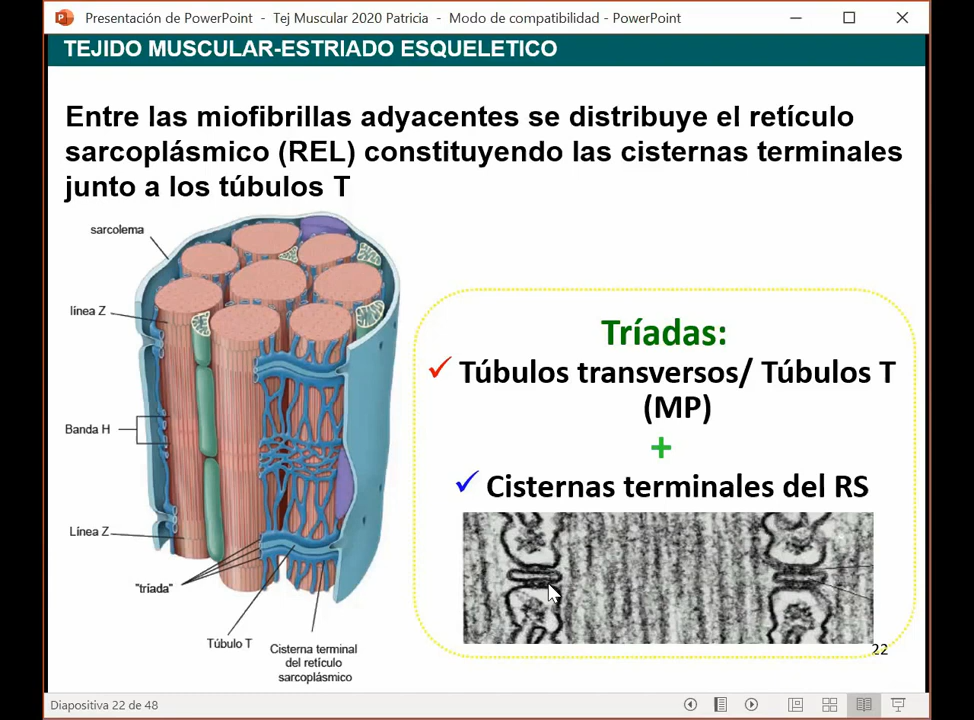 Presentación de PowerPoint - Tej Muscular 2020 Patricia - Modo de compatibilidad - PowerPoint
TEJIDO MUSCULAR-ESTRIADO ESQUELETICO
Entre las miofibrillas adyacentes se distribuye el retículo
sarcoplásmico (REL) constituyendo las cisternas terminales
junto a los túbulos T
sarcolema
línea Z
Banda H
Línea Z
"tríada"
Túbulo T
Cisterna terminal
del retículo
sarcoplásmico
Tríadas:
Túbulos transversos/ Túbulos T
(MP)
+
Cisternas terminales del RS
22
Diapositiva 22 de 48